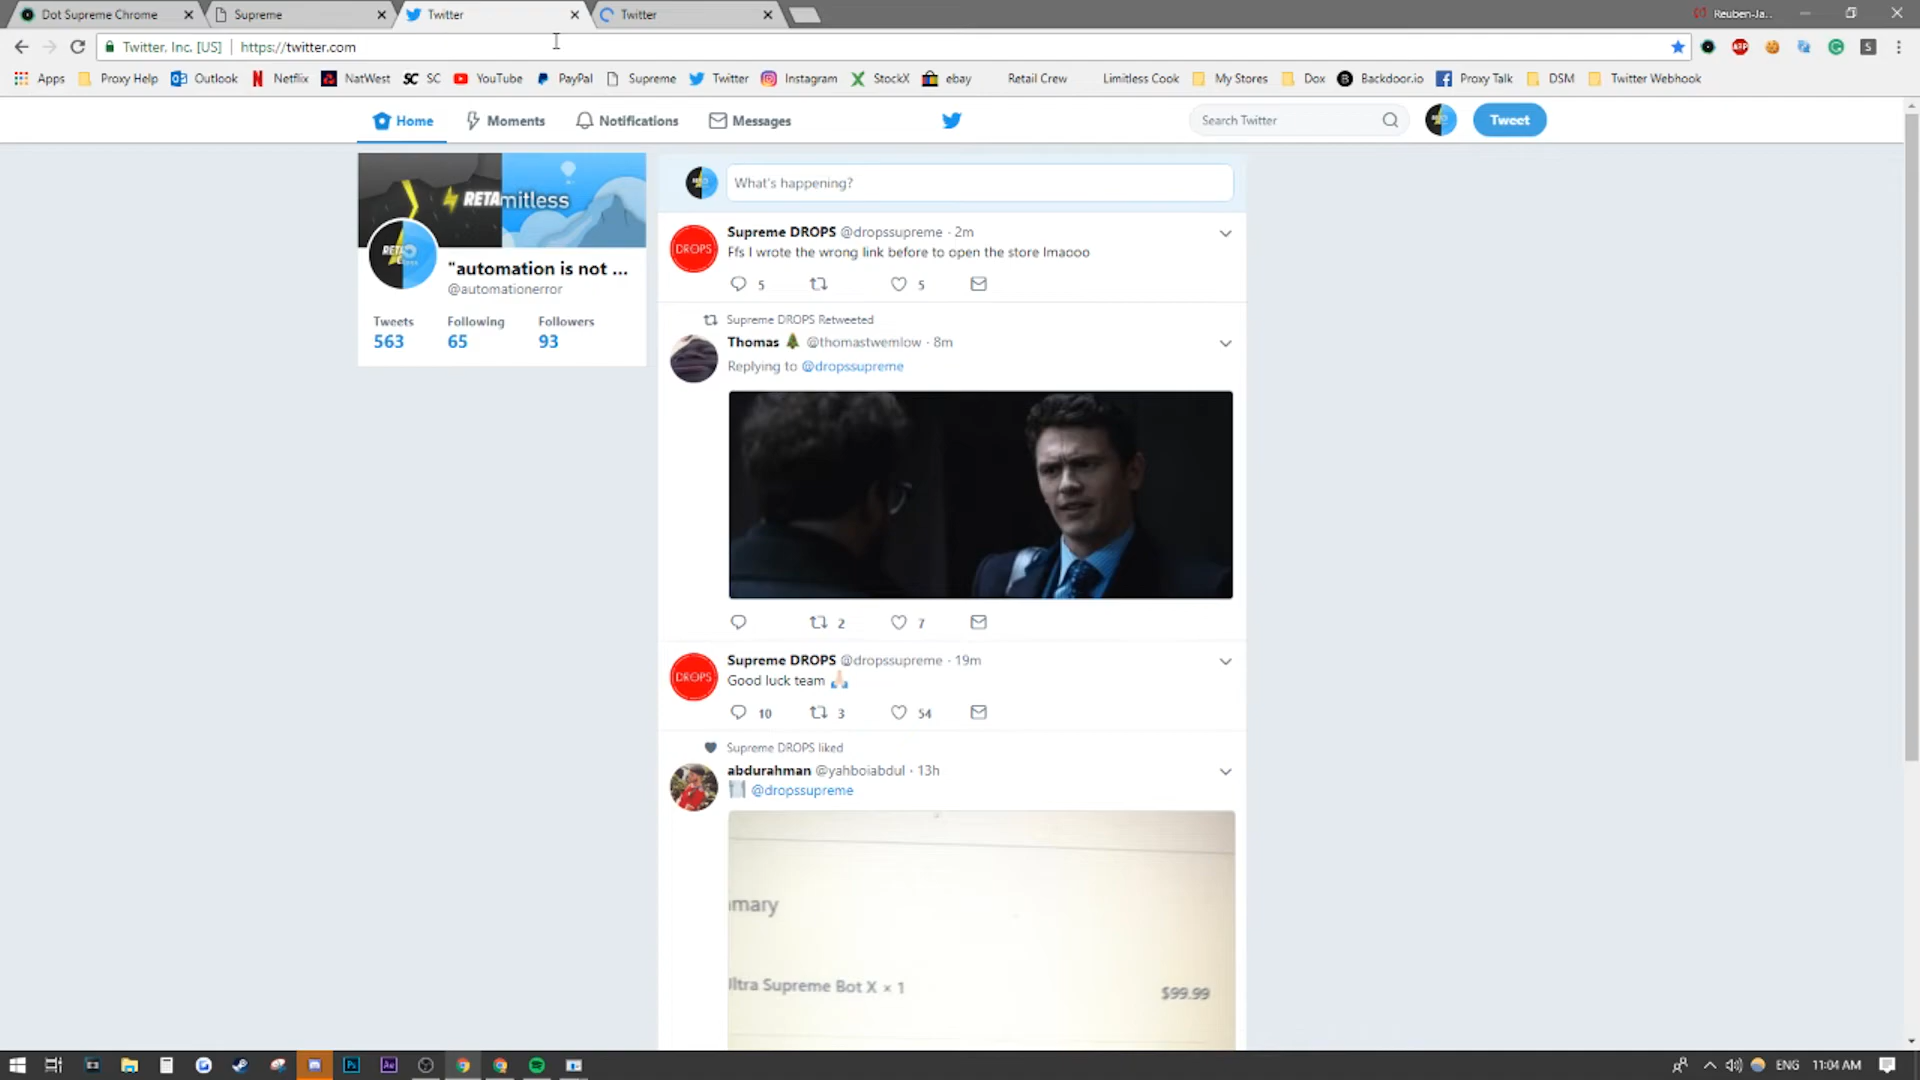 Dot Supreme Chrome
Supreme
Twitter
Twitter
Reuben-Ja...
Twitter, Inc. [US] | https://twitter.com
Apps
Proxy Help
Outlook
Netflix
NatWest
SC SC
YouTube
PayPal
Supreme
Twitter
Instagram
StockX
ebay
Retail Crew
Limitless Cook
My Stores
Dox
Backdoor.io
Proxy Talk
DSM
Twitter Webhook
Home
Moments
Notifications
Messages
Search Twitter
Tweet
RETAmitless
"automation is not ...
@automationerror
Tweets Following Followers
563 65 93
What's happening?
DROPS
Supreme DROPS @dropssupreme · 2m
Ffs I wrote the wrong link before to open the store lmaooo
5 5
Supreme DROPS Retweeted
Thomas 🌲 @thomastwemlow · 8m
Replying to @dropssupreme
2 7
DROPS
Supreme DROPS @dropssupreme · 19m
Good luck team 🙏🏻
10 3 54
Supreme DROPS liked
abdurahman @yahboiabdul · 13h
🍽️ @dropssupreme
mary
ltra Supreme Bot X × 1 $99.99
Ps
Ae
ENG 11:04 AM